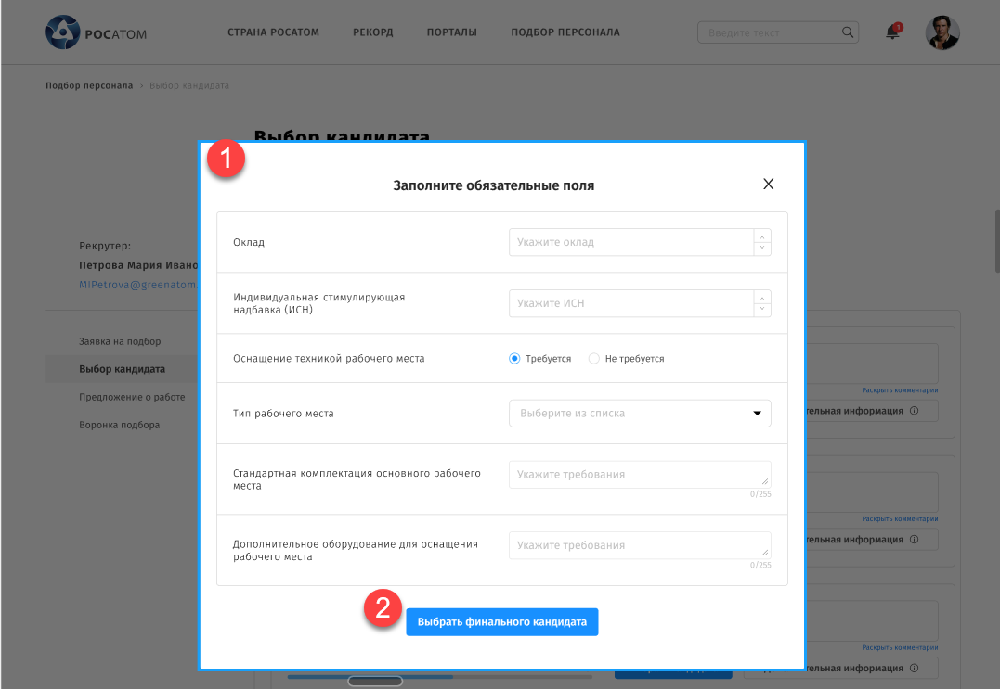 РОСАТОМ
СТРАНА РОСАТОМ РЕКОРД ПОРТАЛЫ ПОДБОР ПЕРСОНАЛА
Введите текст
1
Подбор персонала › Выбор кандидата
Выбор кандидата
1
Заполните обязательные поля
X
Рекрутер:
Петрова Мария Ивано
MIPetrova@greenatom
Заявка на подбор
Выбор кандидата
Предложение о работе
Воронка подбора
Оклад
Укажите оклад
Индивидуальная стимулирующая
надбавка (ИСН)
Укажите ИСН
Оснащение техникой рабочего места
Требуется Не требуется
Тип рабочего места
Выберите из списка
Стандартная комплектация основного рабочего
места
Укажите требования
0/255
Дополнительное оборудование для оснащения
рабочего места
Укажите требования
0/255
2
Выбрать финального кандидата
Раскрыть комментарии
тельная информация
Раскрыть комментарии
тельная информация
Раскрыть комментарии
тельная информация